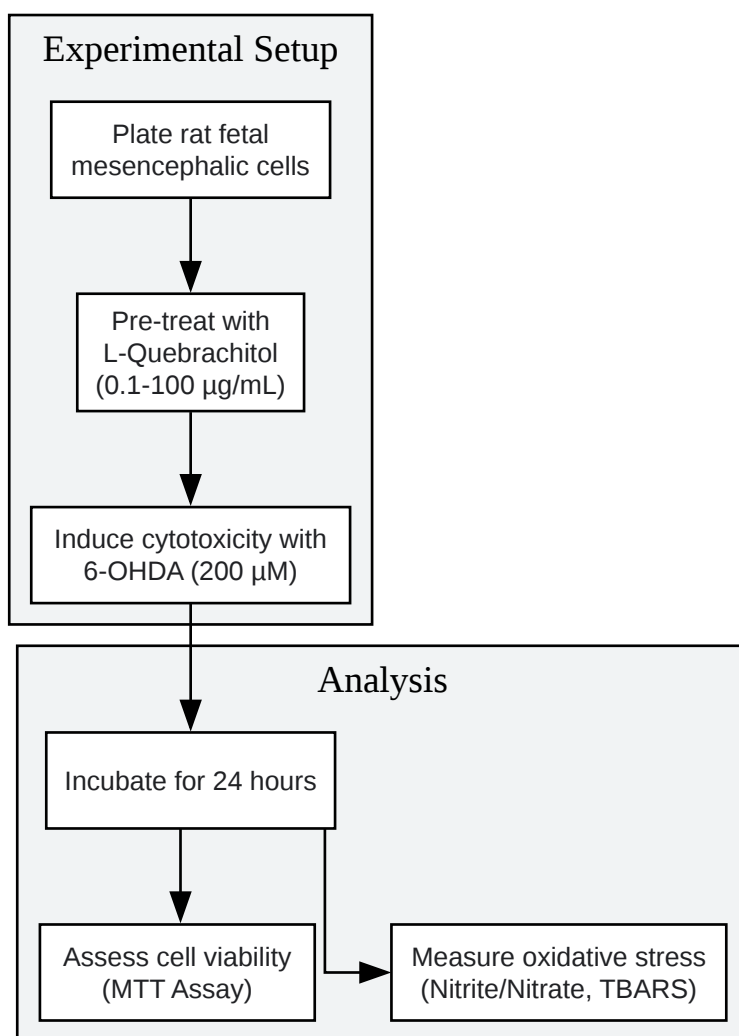 Experimental Setup
Plate rat fetal
mesencephalic cells
Pre-treat with
L-Quebrachitol
(0.1-100 µg/mL)
Induce cytotoxicity with
6-OHDA (200 µM)
Analysis
Incubate for 24 hours
Assess cell viability
(MTT Assay)
Measure oxidative stress
(Nitrite/Nitrate, TBARS)